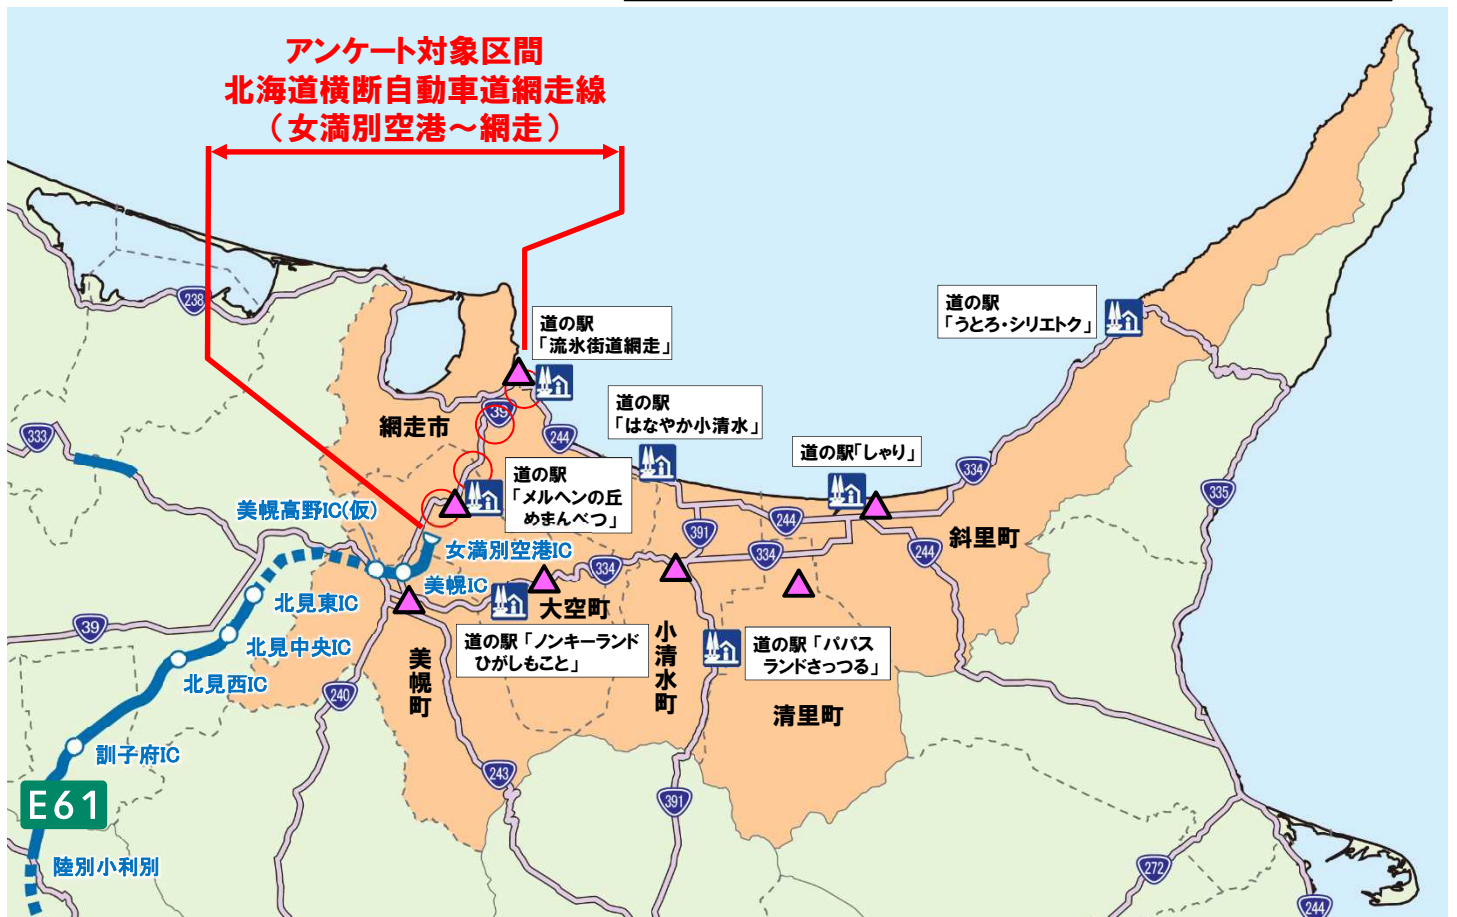 アンケート対象区間
北海道横断自動車道網走線
（女満別空港～網走）
238
道の駅
「流氷街道網走」
道の駅
「うとろ・シリエトク」
39
網走市
244
道の駅
「はなやか小清水」
333
道の駅「しゃり」
334
335
道の駅
「メルヘンの丘
めまんべつ」
美幌高野IC(仮)
女満別空港IC
美幌IC
391
244
334
244
斜里町
334
北見東IC
大空町
39
北見中央IC
道の駅「ノンキーランド
ひがしもこと」
小清水町
道の駅「パパス
ランドさっつる」
北見西IC
240
美幌町
清里町
訓子府IC
243
391
E61
陸別小利別
272
244